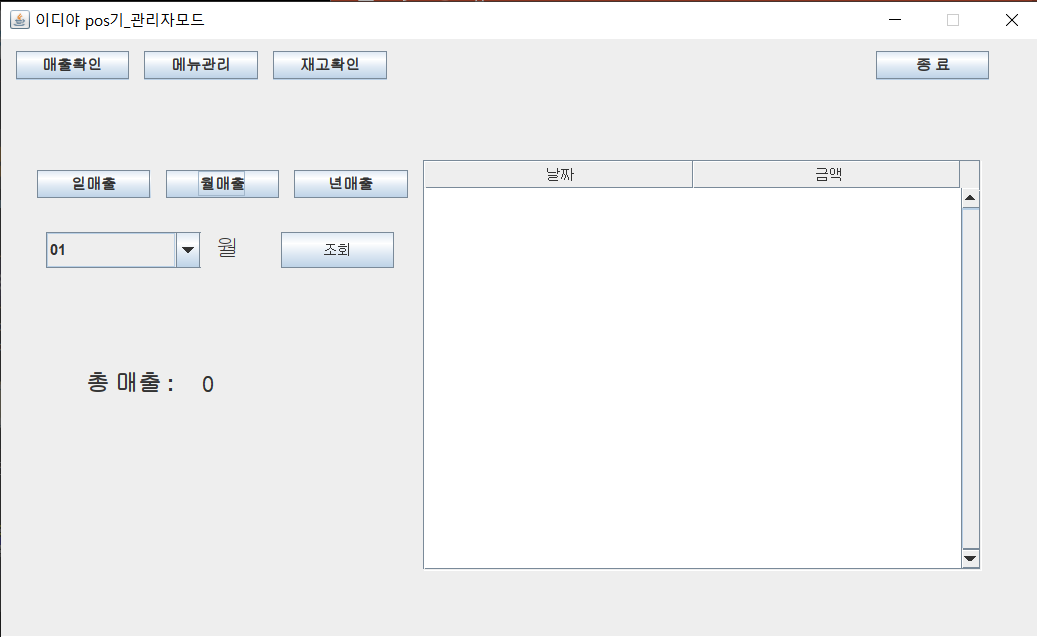 이디야 pos기_관리자모드
매출확인 메뉴관리 재고확인 종 료
일매출 월매출 년매출
날짜 금액
01 월 조회
총 매출 : 0